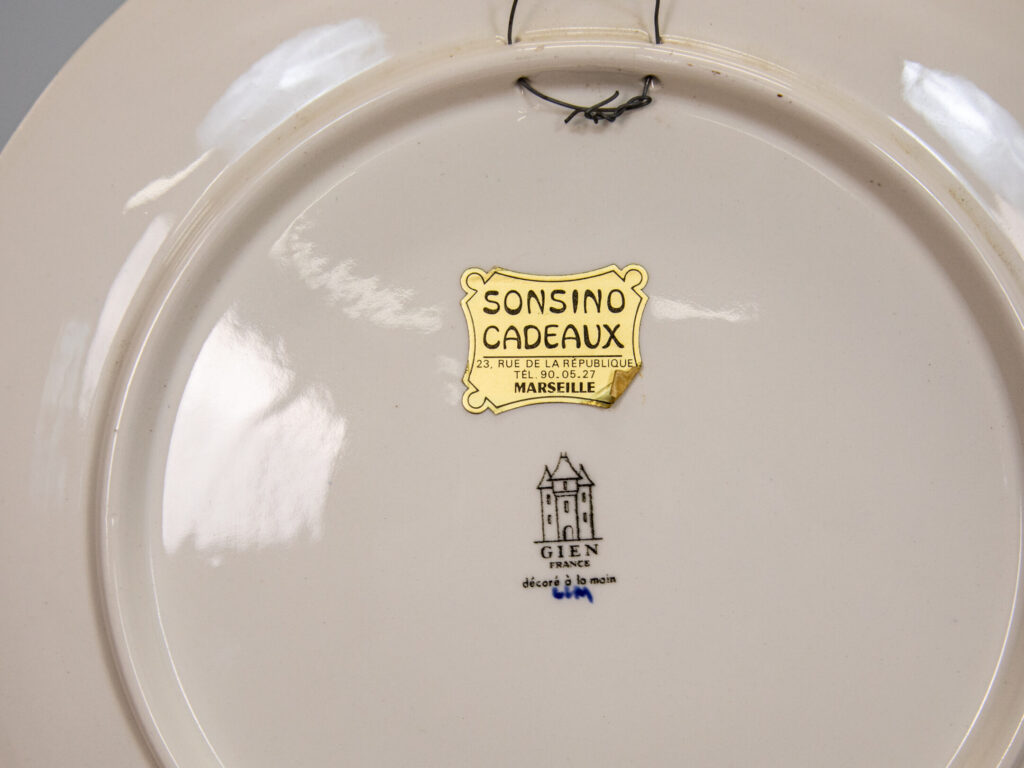 SONSINO
CADEAUX
23, RUE DE LA RÉPUBLIQUE
TÉL. 90.05.27
MARSEILLE
GIEN
FRANCE
décoré à la main